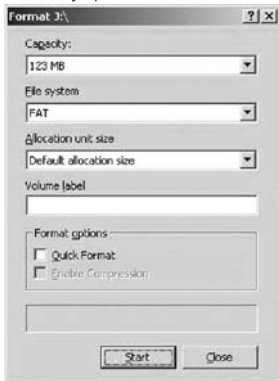 Format J:\
Capacity:
123 MB
File system
FAT
Allocation unit size
Default allocation size
Volume label
Format options
Quick Format
Enable Compression
Start
Close